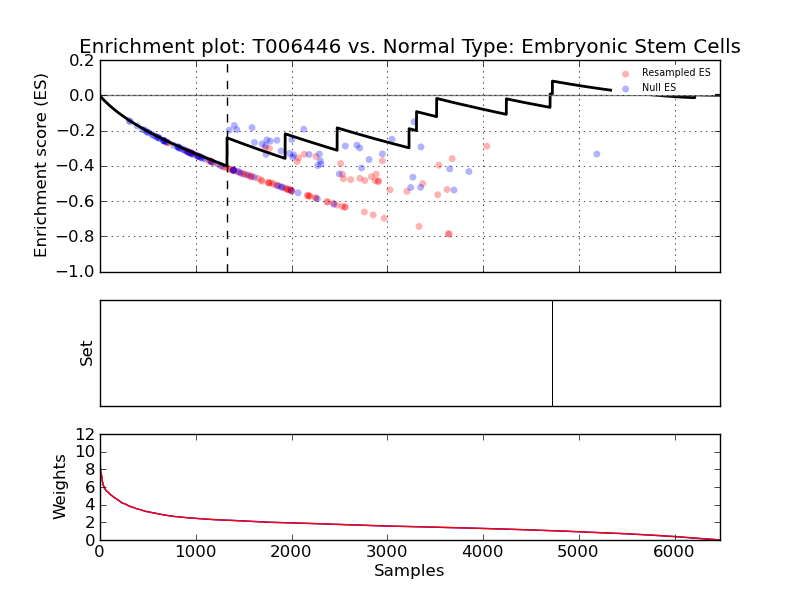 Enrichment plot: T006446 vs. Normal Type: Embryonic Stem Cells
Enrichment score (ES)
0.2
0.0
−0.2
−0.4
−0.6
−0.8
−1.0
Resampled ES
Null ES
Set
Weights
12
10
8
6
4
2
0
0 1000 2000 3000 4000 5000 6000
Samples